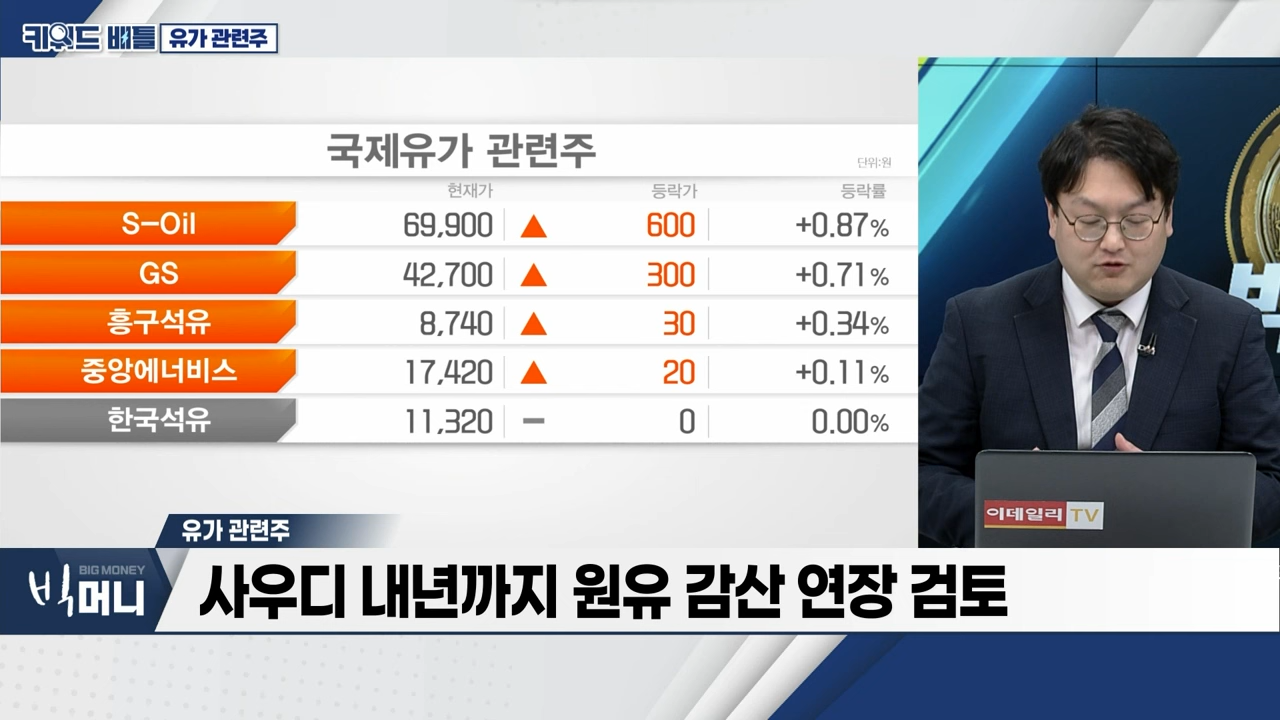 키워드 배틀 유가 관련주
국제유가 관련주
단위:원
현재가 등락가 등락률
S-Oil 69,900 ▲ 600 +0.87%
GS 42,700 ▲ 300 +0.71%
흥구석유 8,740 ▲ 30 +0.34%
중앙에너비스 17,420 ▲ 20 +0.11%
한국석유 11,320 - 0 0.00%
이데일리 TV
유가 관련주
BIG MONEY
빅머니
사우디 내년까지 원유 감산 연장 검토